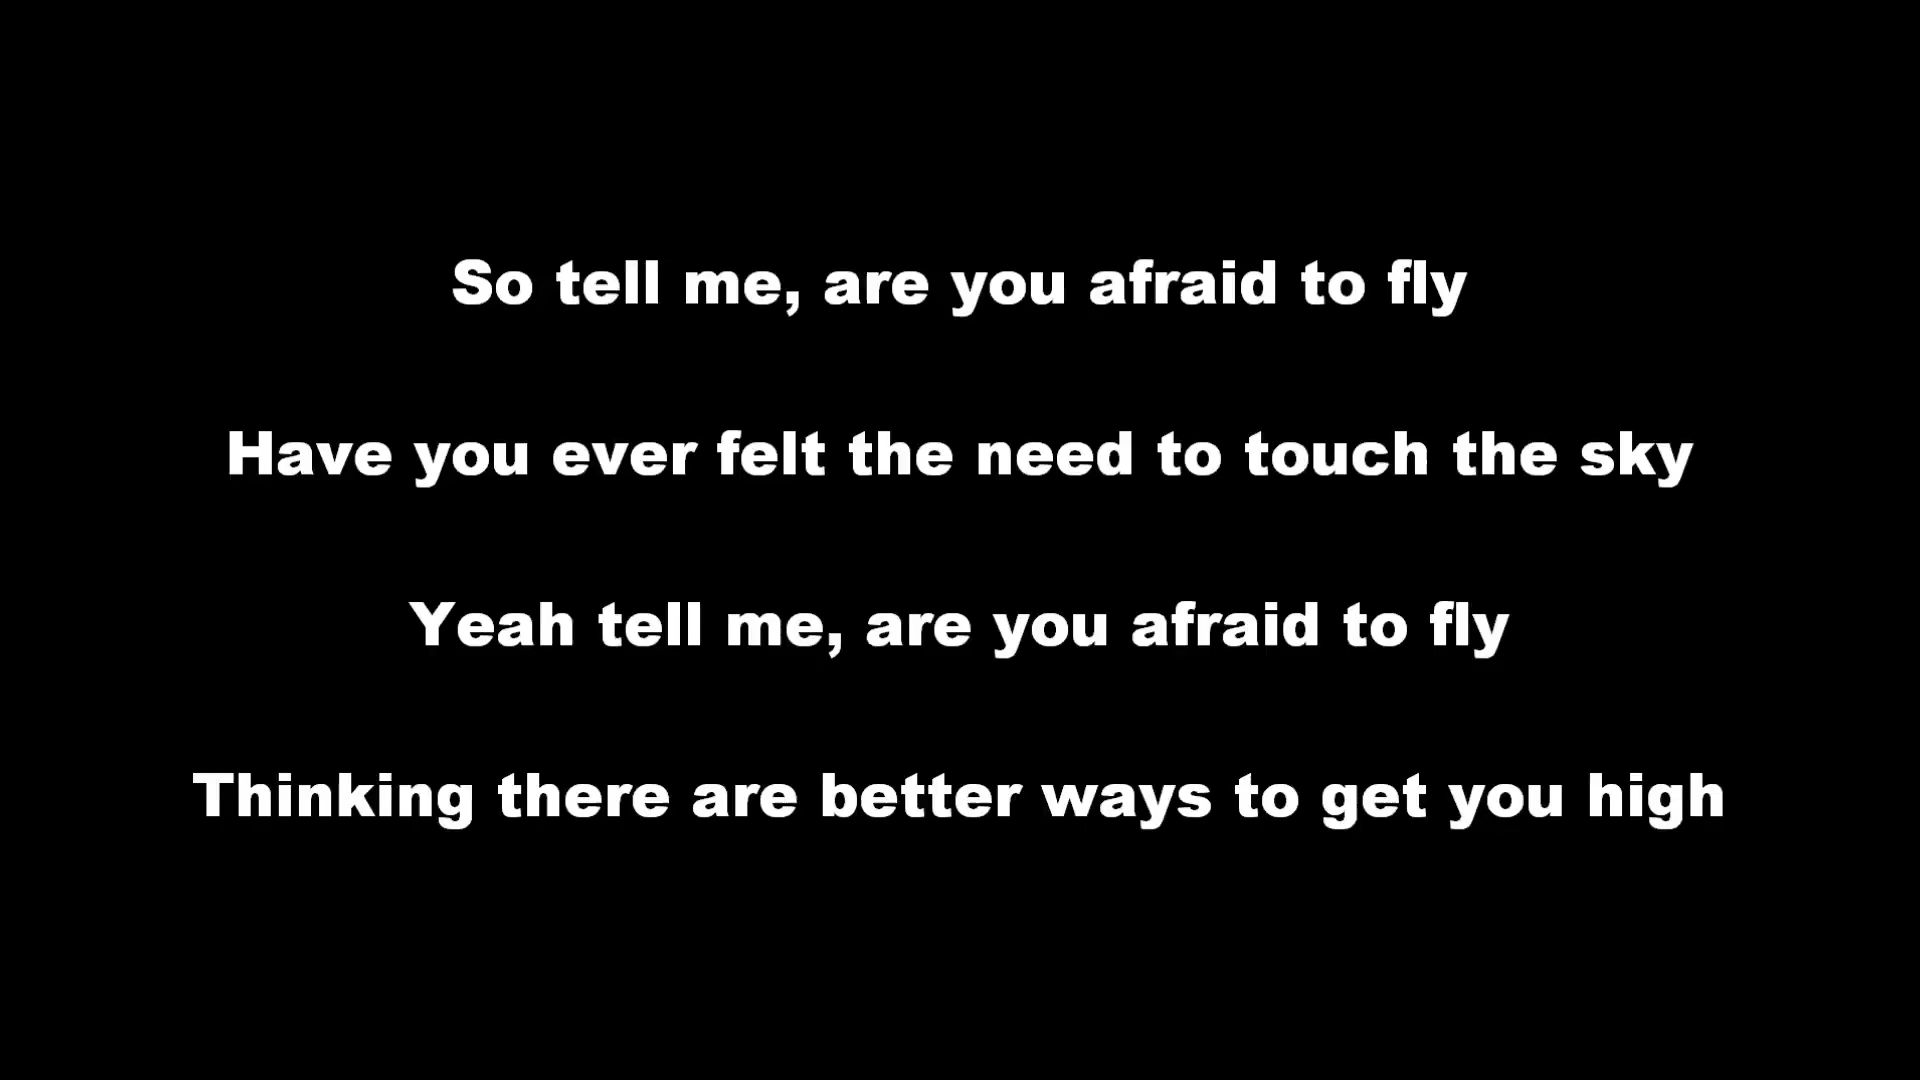 So tell me, are you afraid to fly
Have you ever felt the need to touch the sky
Yeah tell me, are you afraid to fly
Thinking there are better ways to get you high